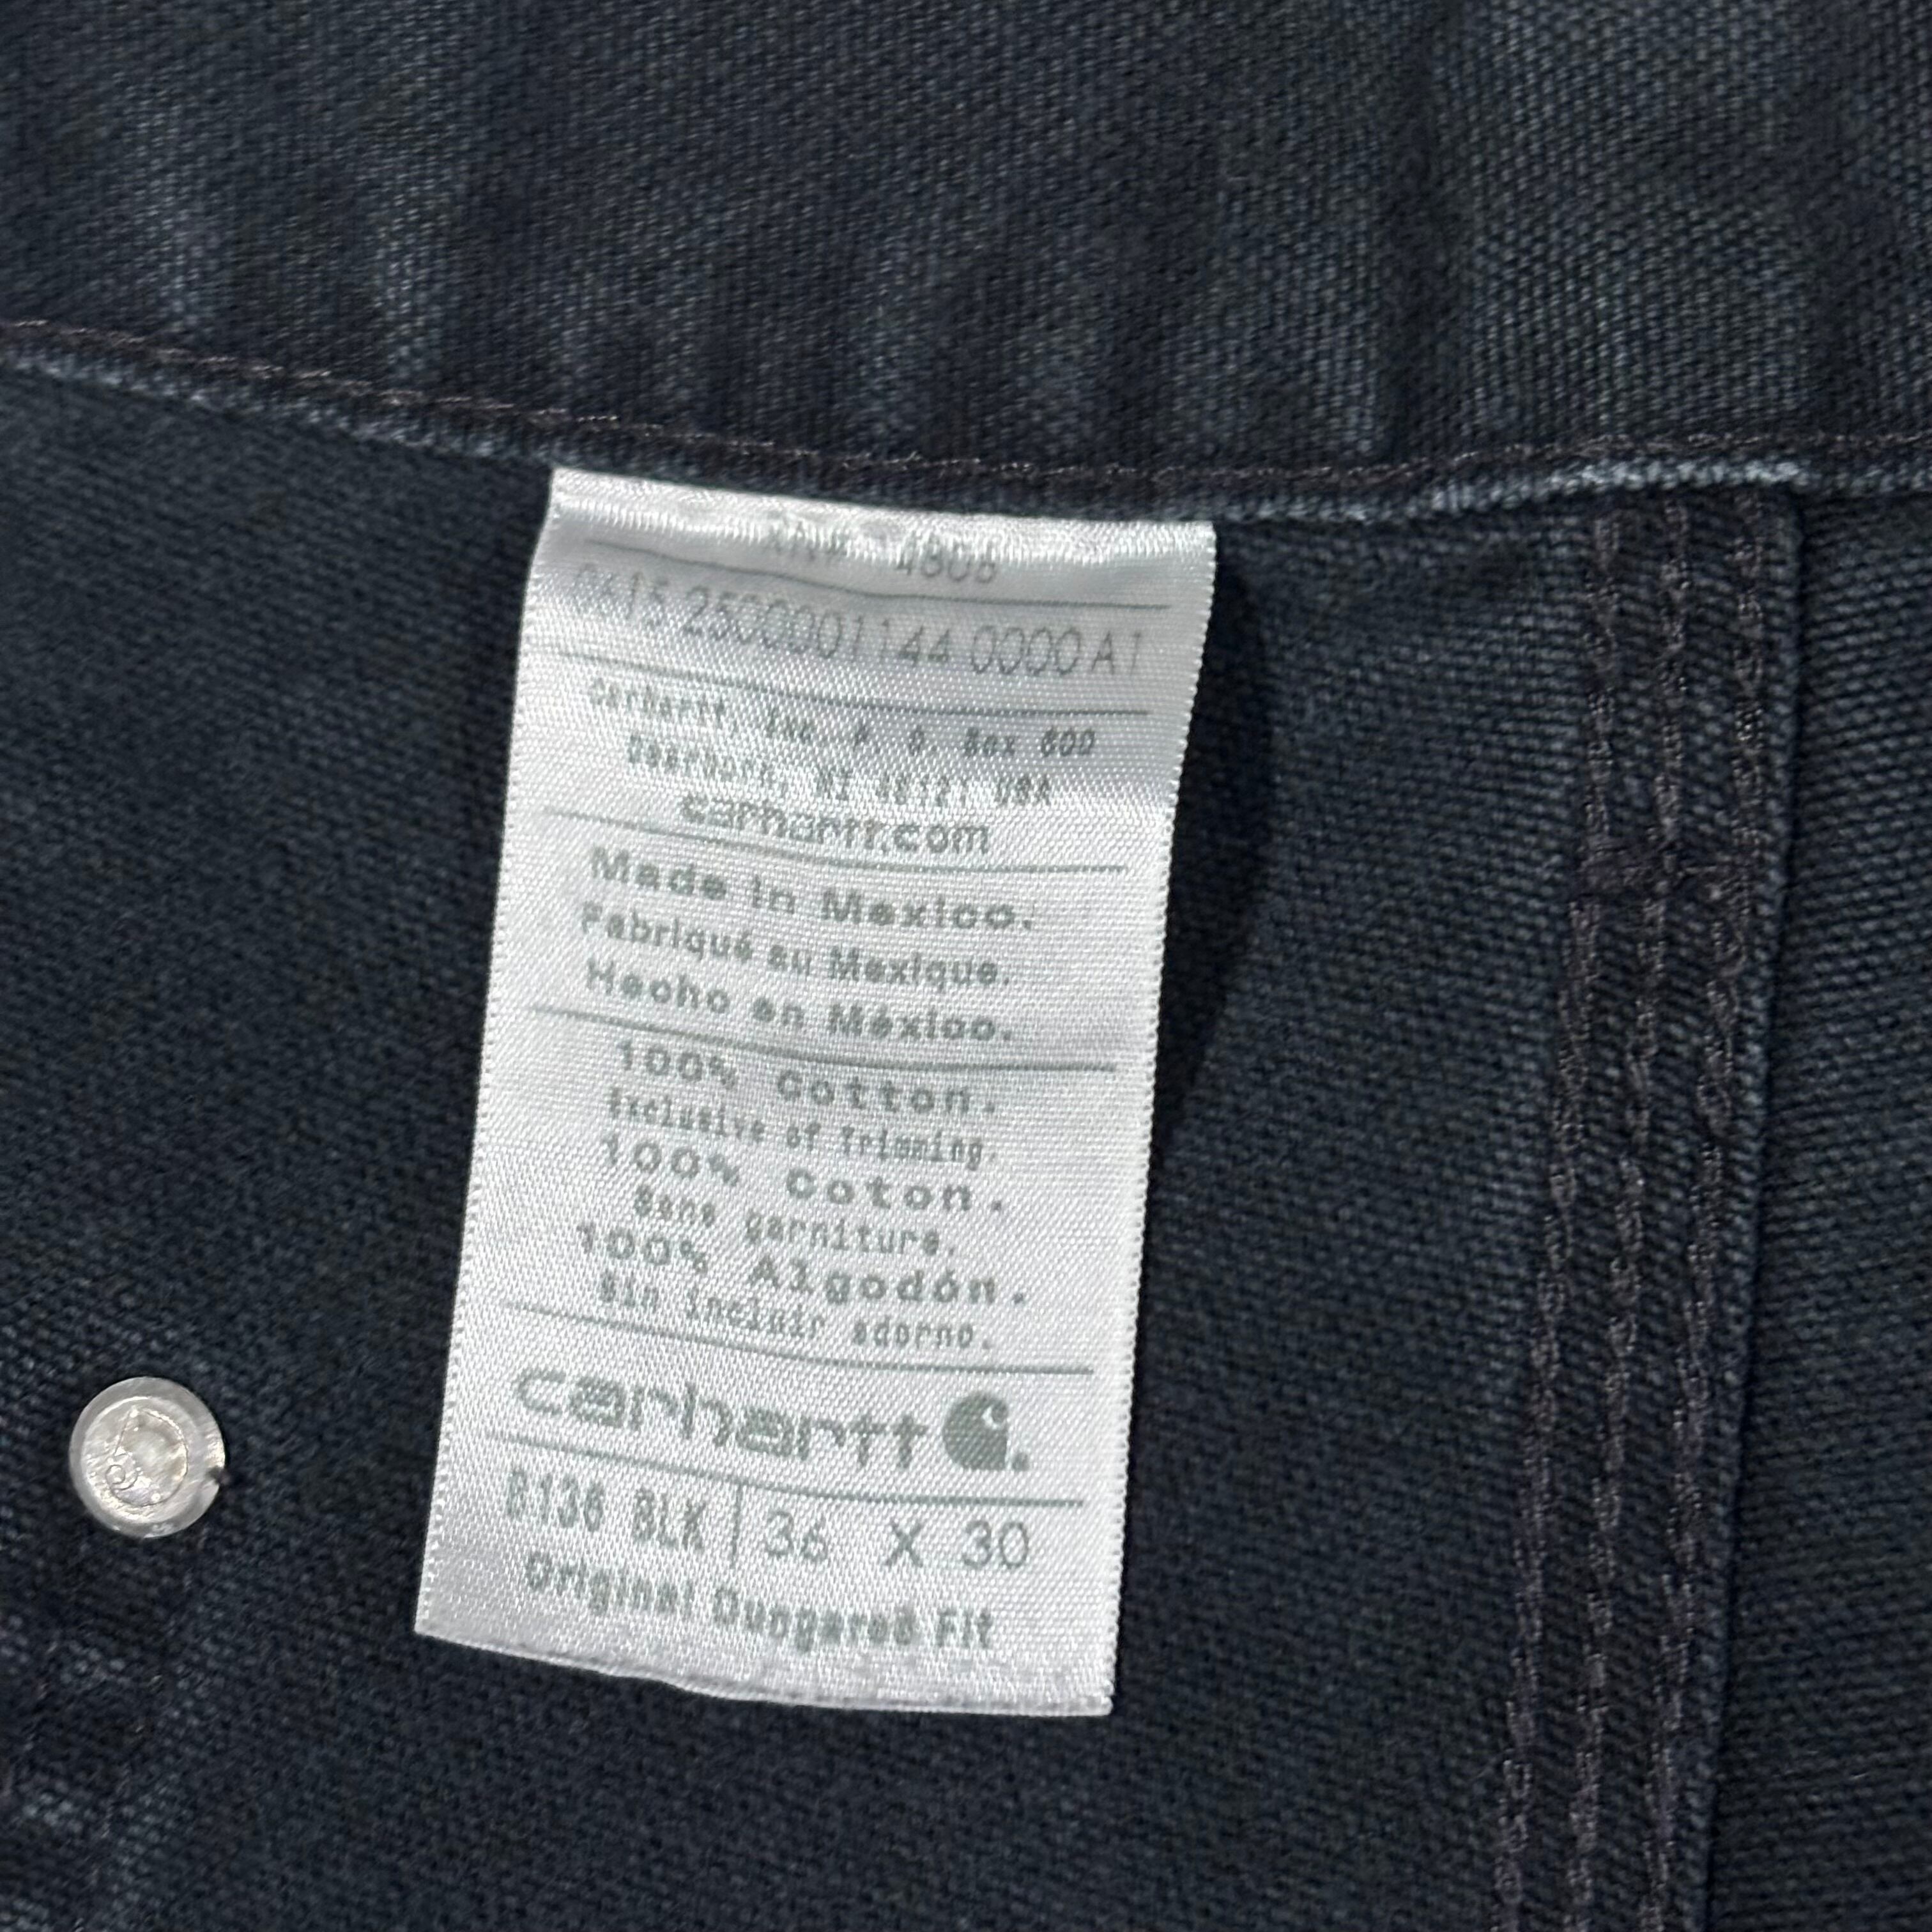 RN# 14806
0615 2500001144 0000A1
Carhartt, Inc. P. O. Box 600
Dearborn, MI 48121 USA
carhartt.com
Made in Mexico.
Fabriqué au Mexique.
Hecho en México.
100% Cotton.
Exclusive of Trimming.
100% Coton.
Sans garniture.
100% Algodón.
Sin incluir adorno.
carhartt
B136 BLK | 36 X 30
Original Dungaree Fit